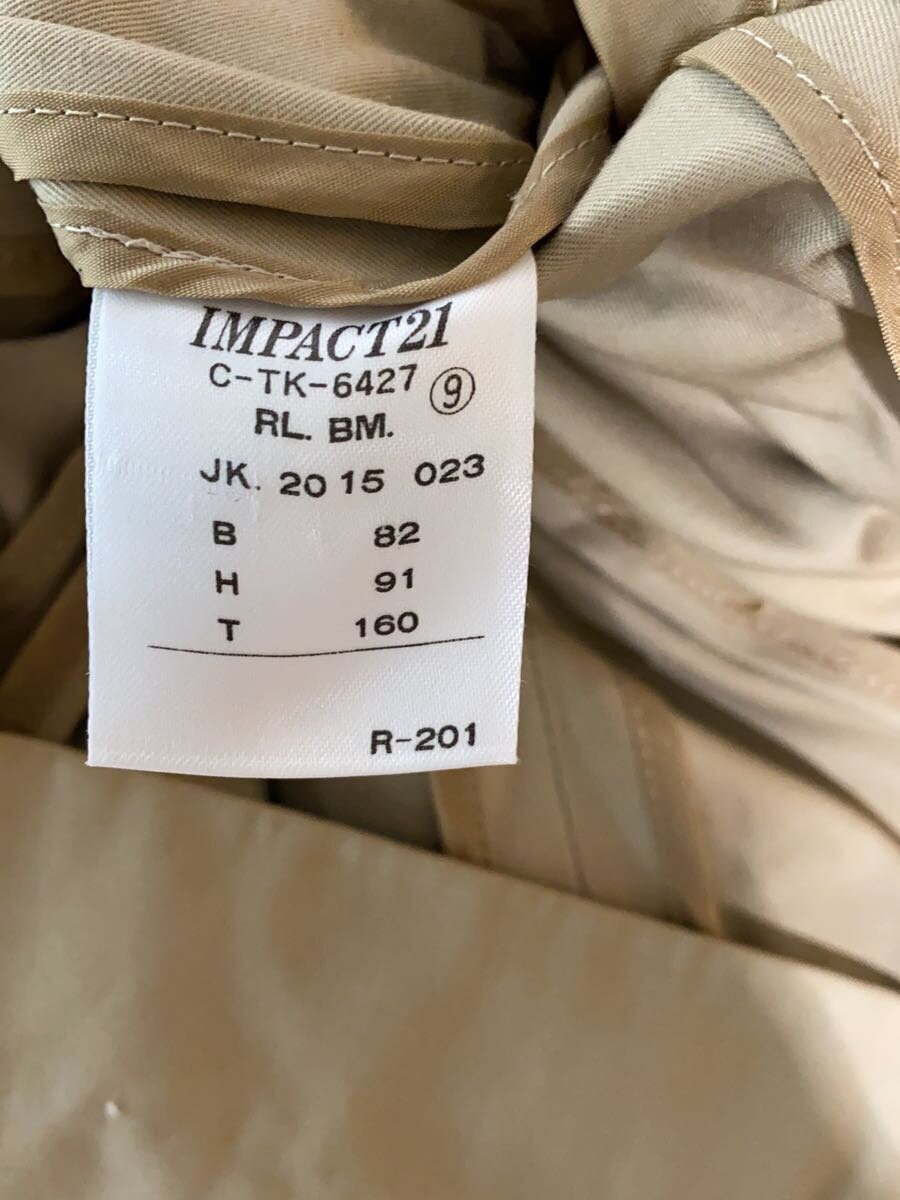 IMPACT21
C-TK-6427 ⑨
RL. BM.
JK. 20 15 023
B 82
H 91
T 160
R-201